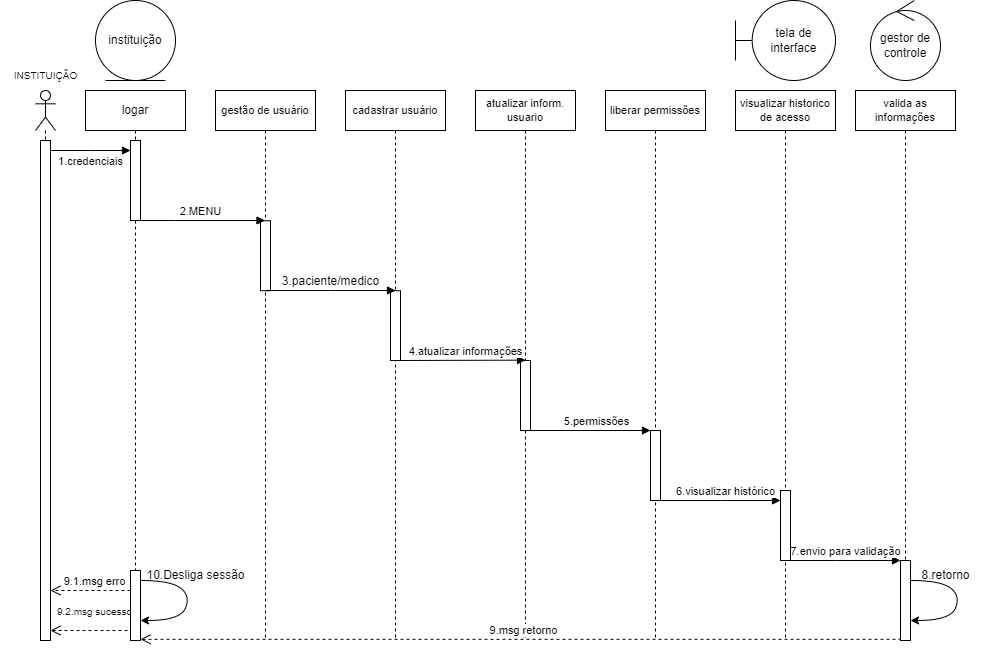 instituição
tela de
interface
gestor de
controle
INSTITUIÇÃO
logar
gestão de usuário
cadastrar usuário
atualizar inform.
usuario
liberar permissões
visualizar historico
de acesso
valida as
informações
1.credenciais
2.MENU
3.paciente/medico
4.atualizar informações
5.permissões
6.visualizar histórico
7.envio para validação
8.retorno
10.Desliga sessão
9.1.msg erro
9.2.msg sucesso
9.msg retorno